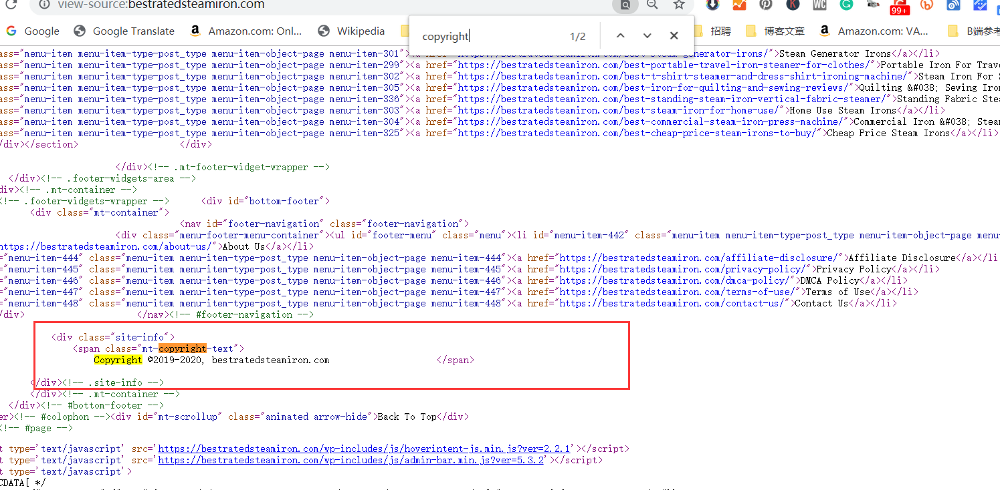 view-source:bestratedsteamiron.com
Google Google Translate Amazon.com: Onl... Wikipedia 招聘 博客文章 Amazon.com: VA... B端参考
copyright 1/2
WC 99+
ass="menu-item menu-item-type-post_type menu-item-object-page menu-item-301"> generator-irons/">Steam Generator Irons</a></li>
ass="menu-item menu-item-type-post_type menu-item-object-page menu-item-299"><a href="https://bestratedsteamiron.com/best-portable-travel-iron-steamer-for-clothes/">Portable Iron For Trave
ass="menu-item menu-item-type-post_type menu-item-object-page menu-item-302"><a href="https://bestratedsteamiron.com/best-t-shirt-steamer-and-dress-shirt-ironing-machine/">Steam Iron For S
ass="menu-item menu-item-type-post_type menu-item-object-page menu-item-305"><a href="https://bestratedsteamiron.com/best-iron-for-quilting-and-sewing-reviews/">Quilting &#038; Sewing Iron
ass="menu-item menu-item-type-post_type menu-item-object-page menu-item-336"><a href="https://bestratedsteamiron.com/best-standing-steam-iron-vertical-fabric-steamer/">Standing Fabric Stea
ass="menu-item menu-item-type-post_type menu-item-object-page menu-item-303"><a href="https://bestratedsteamiron.com/best-steam-iron-for-home-use/">Home Use Steam Irons</a></li>
ass="menu-item menu-item-type-post_type menu-item-object-page menu-item-304"><a href="https://bestratedsteamiron.com/best-commercial-steam-iron-press-machine/">Commercial Iron &#038; Steam
ass="menu-item menu-item-type-post_type menu-item-object-page menu-item-325"><a href="https://bestratedsteamiron.com/best-cheap-price-steam-irons-to-buy/">Cheap Price Steam Irons</a></li>
/div></section> </div>
</div><!-- .mt-footer-widget-wrapper -->
</div><!-- .footer-widgets-area -->
div><!-- .mt-container -->
<!-- .footer-widgets-wrapper --> <div id="bottom-footer">
<div class="mt-container">
<nav id="footer-navigation" class="footer-navigation">
<div class="menu-footer-menu-container"><ul id="footer-menu" class="menu"><li id="menu-item-442" class="menu-item menu-item-type-post_type menu-item-object-page menu-
https://bestratedsteamiron.com/about-us/">About Us</a></li>
="menu-item-444" class="menu-item menu-item-type-post_type menu-item-object-page menu-item-444"><a href="https://bestratedsteamiron.com/affiliate-disclosure/">Affiliate Disclosure</a></li
="menu-item-445" class="menu-item menu-item-type-post_type menu-item-object-page menu-item-445"><a href="https://bestratedsteamiron.com/privacy-policy/">Privacy Policy</a></li>
="menu-item-446" class="menu-item menu-item-type-post_type menu-item-object-page menu-item-446"><a href="https://bestratedsteamiron.com/dmca-policy/">DMCA Policy</a></li>
="menu-item-447" class="menu-item menu-item-type-post_type menu-item-object-page menu-item-447"><a href="https://bestratedsteamiron.com/terms-of-use/">Terms of Use</a></li>
="menu-item-448" class="menu-item menu-item-type-post_type menu-item-object-page menu-item-448"><a href="https://bestratedsteamiron.com/contact-us/">Contact Us</a></li>
/div> </nav><!-- #footer-navigation -->
<div class="site-info">
<span class="mt-copyright-text">
Copyright ©2019-2020, bestratedsteamiron.com </span>
</div><!-- .site-info -->
</div><!-- .mt-container -->
</div><!-- #bottom-footer -->
er><!-- #colophon --><div id="mt-scrollup" class="animated arrow-hide">Back To Top</div>
<!-- #page -->
t type='text/javascript' src='https://bestratedsteamiron.com/wp-includes/js/hoverintent-js.min.js?ver=2.2.1'></script>
t type='text/javascript' src='https://bestratedsteamiron.com/wp-includes/js/admin-bar.min.js?ver=5.3.2'></script>
t type='text/javascript'>
CDATA[ */